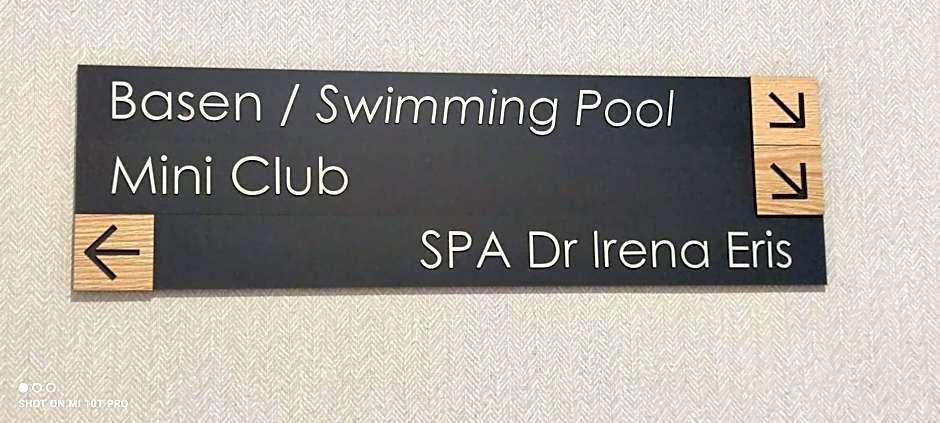 Basen / Swimming Pool
Mini Club
SPA Dr Irena Eris
SHOT ON MI 10T PRO